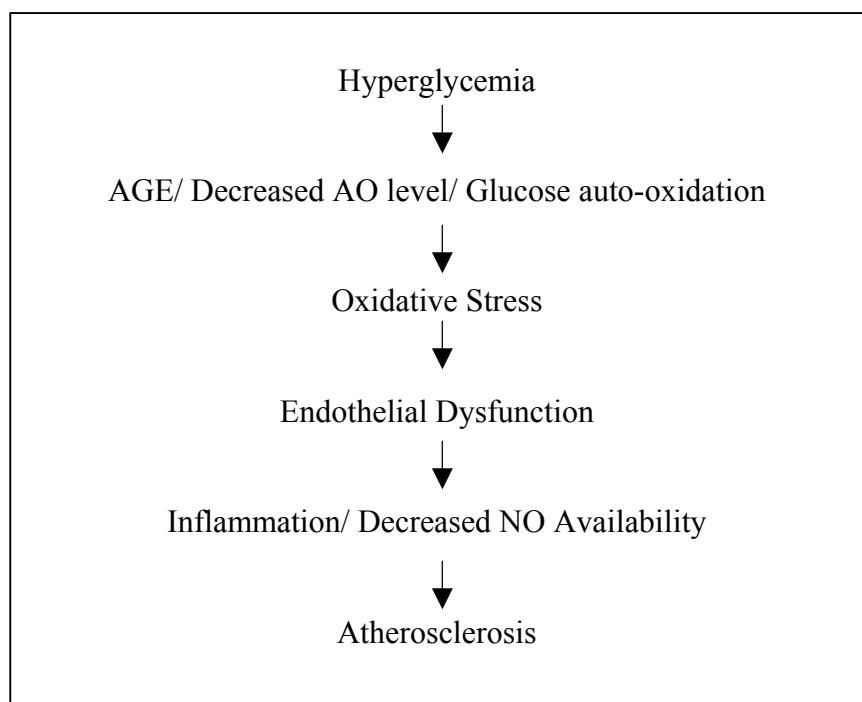 Hyperglycemia
AGE/ Decreased AO level/ Glucose auto-oxidation
Oxidative Stress
Endothelial Dysfunction
Inflammation/ Decreased NO Availability
Atherosclerosis